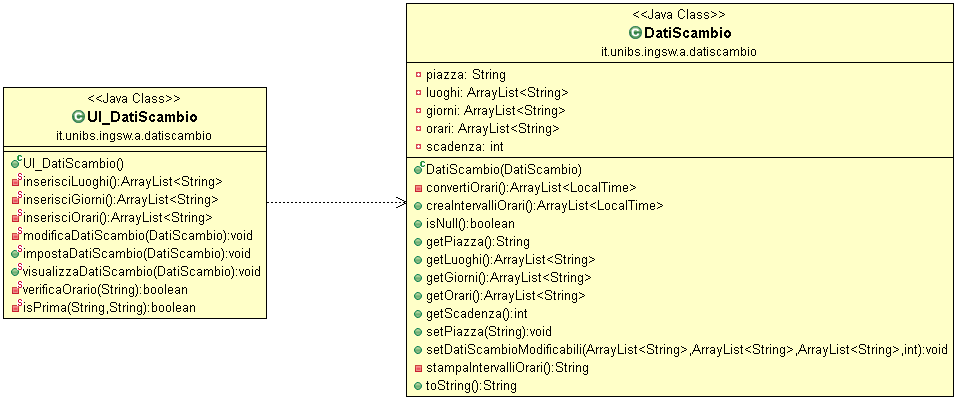 <<Java Class>>
UI_DatiScambio
it.unibs.ingsw.a.datiscambio
UI_DatiScambio()
inserisciLuoghi():ArrayList<String>
inserisciGiorni():ArrayList<String>
inserisciOrari():ArrayList<String>
modificaDatiScambio(DatiScambio):void
impostaDatiScambio(DatiScambio):void
visualizzaDatiScambio(DatiScambio):void
verificaOrario(String):boolean
isPrima(String,String):boolean
<<Java Class>>
DatiScambio
it.unibs.ingsw.a.datiscambio
piazza: String
luoghi: ArrayList<String>
giorni: ArrayList<String>
orari: ArrayList<String>
scadenza: int
DatiScambio(DatiScambio)
convertiOrari():ArrayList<LocalTime>
creaIntervalliOrari():ArrayList<LocalTime>
isNull():boolean
getPiazza():String
getLuoghi():ArrayList<String>
getGiorni():ArrayList<String>
getOrari():ArrayList<String>
getScadenza():int
setPiazza(String):void
setDatiScambioModificabili(ArrayList<String>,ArrayList<String>,ArrayList<String>,int):void
stampaIntervalliOrari():String
toString():String